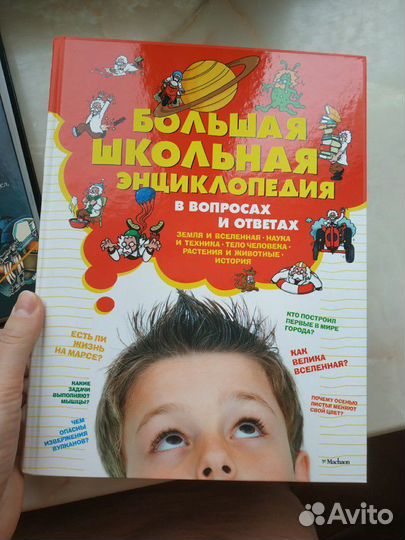 БОЛЬШАЯ
ШКОЛЬНАЯ
ЭНЦИКЛОПЕДИЯ
В ВОПРОСАХ
И ОТВЕТАХ
ЗЕМЛЯ И ВСЕЛЕННАЯ · НАУКА
И ТЕХНИКА · ТЕЛО ЧЕЛОВЕКА ·
РАСТЕНИЯ И ЖИВОТНЫЕ ·
ИСТОРИЯ
ЕСТЬ ЛИ
ЖИЗНЬ
НА МАРСЕ?
КАКИЕ
ЗАДАЧИ
ВЫПОЛНЯЮТ
МЫШЦЫ?
ЧЕМ
ОПАСНЫ
ИЗВЕРЖЕНИЯ
ВУЛКАНОВ?
КТО ПОСТРОИЛ
ПЕРВЫЕ В МИРЕ
ГОРОДА?
КАК
ВЕЛИКА
ВСЕЛЕННАЯ?
ПОЧЕМУ ОСЕНЬЮ
ЛИСТЬЯ МЕНЯЮТ
СВОЙ ЦВЕТ?
Machaon
Avito